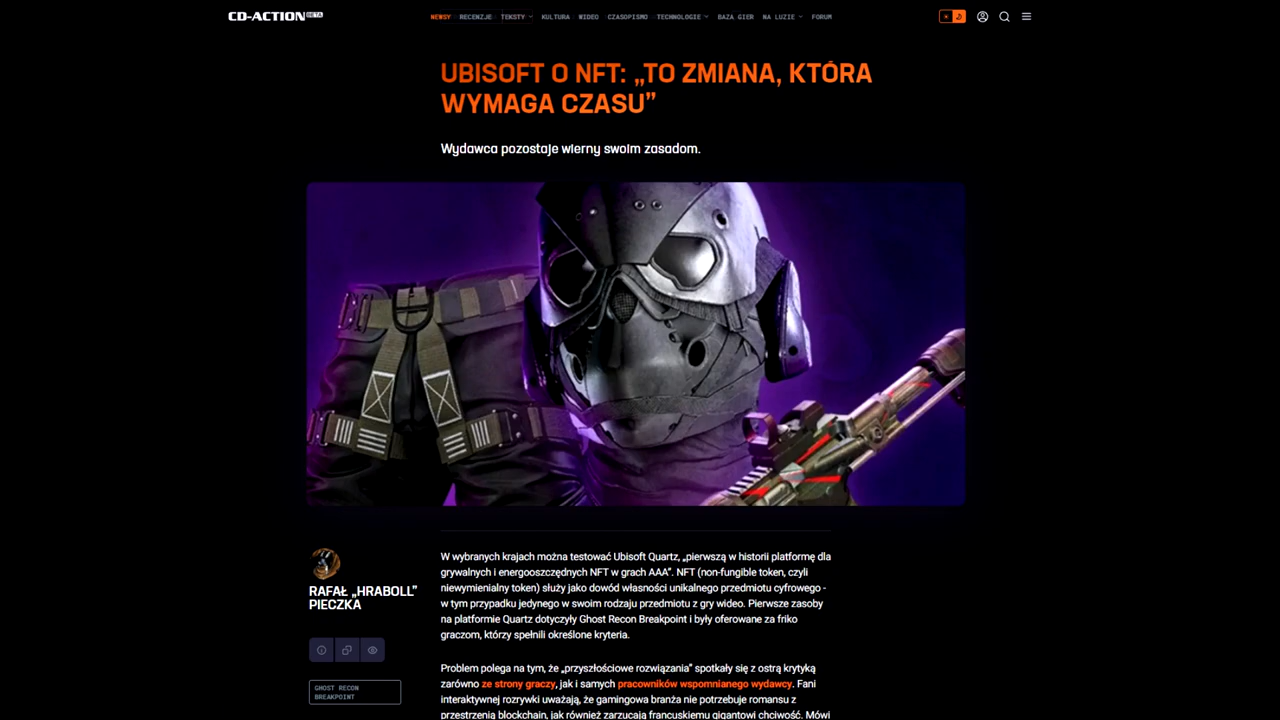 CD-ACTION BETA
NEWSY RECENZJE TEKSTY KULTURA WIDEO CZASOPISMO TECHNOLOGIE BAZA GIER NA LUZIE FORUM
UBISOFT O NFT: „TO ZMIANA, KTÓRA
WYMAGA CZASU”
Wydawca pozostaje wierny swoim zasadom.
RAFAŁ „HRABOLL”
PIECZKA
GHOST RECON
BREAKPOINT
W wybranych krajach można testować Ubisoft Quartz, „pierwszą w historii platformę dla
grywalnych i energooszczędnych NFT w grach AAA”. NFT (non-fungible token, czyli
niewymienialny token) służy jako dowód własności unikalnego przedmiotu cyfrowego -
w tym przypadku jedynego w swoim rodzaju przedmiotu z gry wideo. Pierwsze zasoby
na platformie Quartz dotyczyły Ghost Recon Breakpoint i były oferowane za friko
graczom, którzy spełnili określone kryteria.
Problem polega na tym, że „przyszłościowe rozwiązania” spotkały się z ostrą krytyką
zarówno ze strony graczy, jak i samych pracowników wspomnianego wydawcy. Fani
interaktywnej rozrywki uważają, że gamingowa branża nie potrzebuje romansu z
przestrzenią blockchain, jak również zarzucają francuskiemu gigantowi chciwość. Mówi